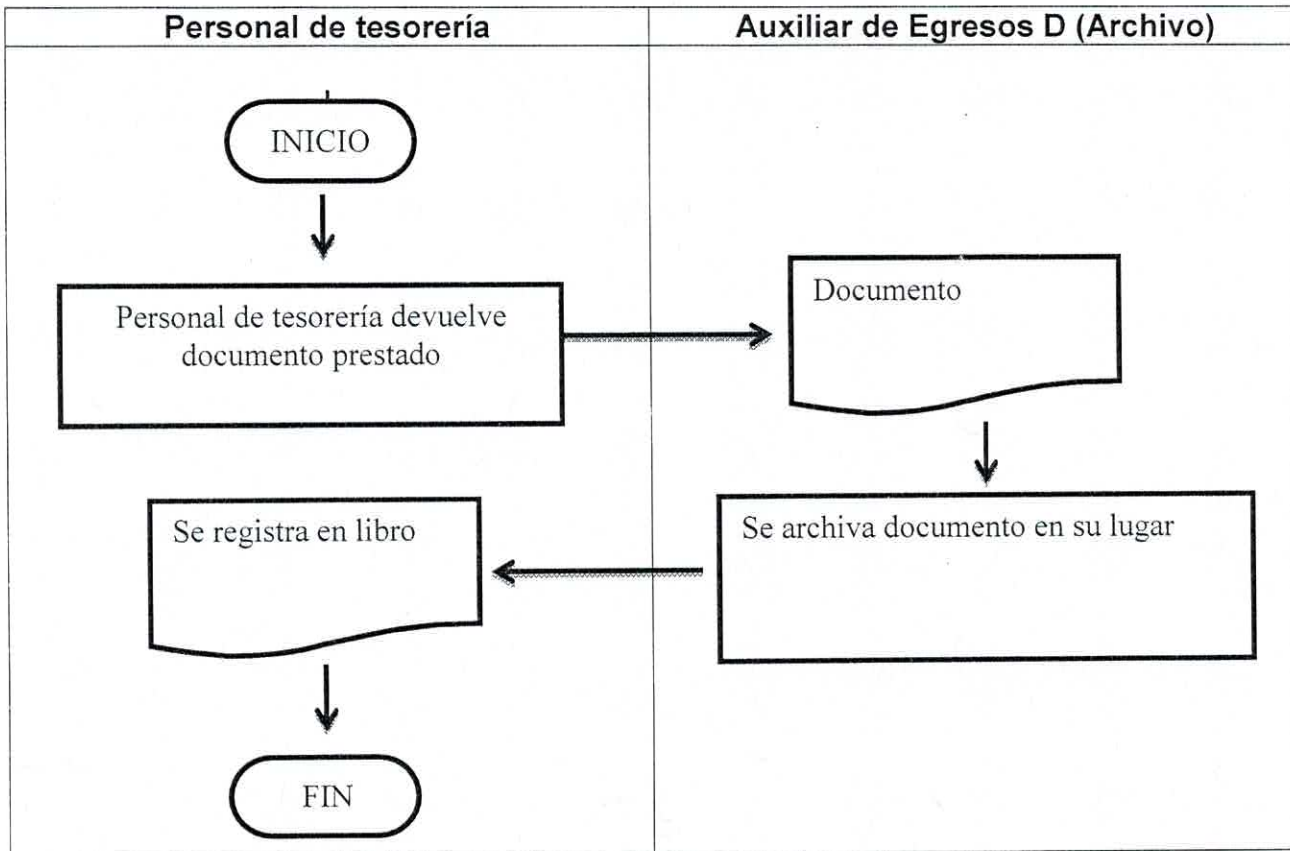 Personal de tesorería
Auxiliar de Egresos D (Archivo)
INICIO
Personal de tesorería devuelve
documento prestado
Documento
Se archiva documento en su lugar
Se registra en libro
FIN